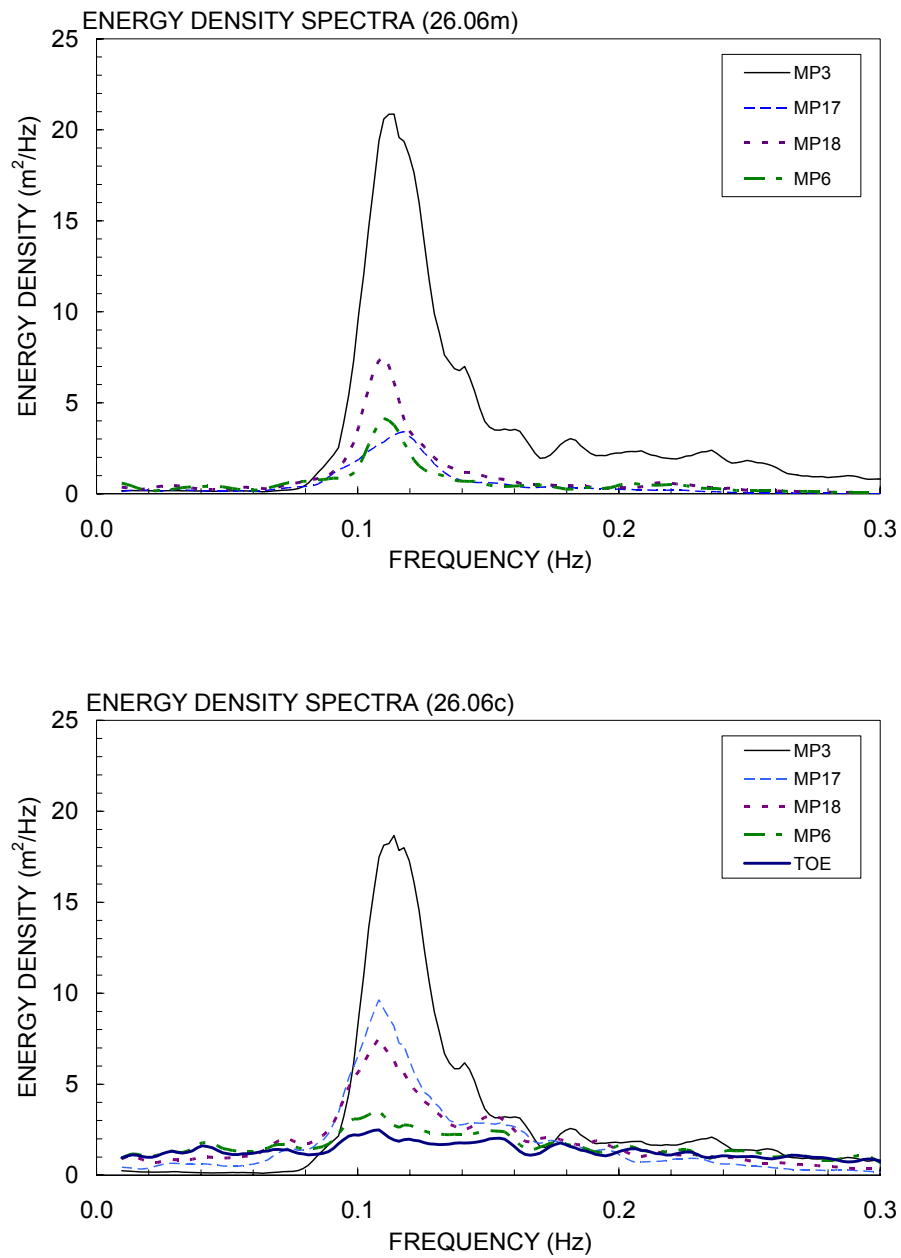 ENERGY DENSITY SPECTRA (26.06m)
25
20
15
10
5
0
ENERGY DENSITY (m²/Hz)
MP3
MP17
MP18
MP6
0.0 0.1 0.2 0.3
FREQUENCY (Hz)
ENERGY DENSITY SPECTRA (26.06c)
25
20
15
10
5
0
ENERGY DENSITY (m²/Hz)
MP3
MP17
MP18
MP6
TOE
0.0 0.1 0.2 0.3
FREQUENCY (Hz)